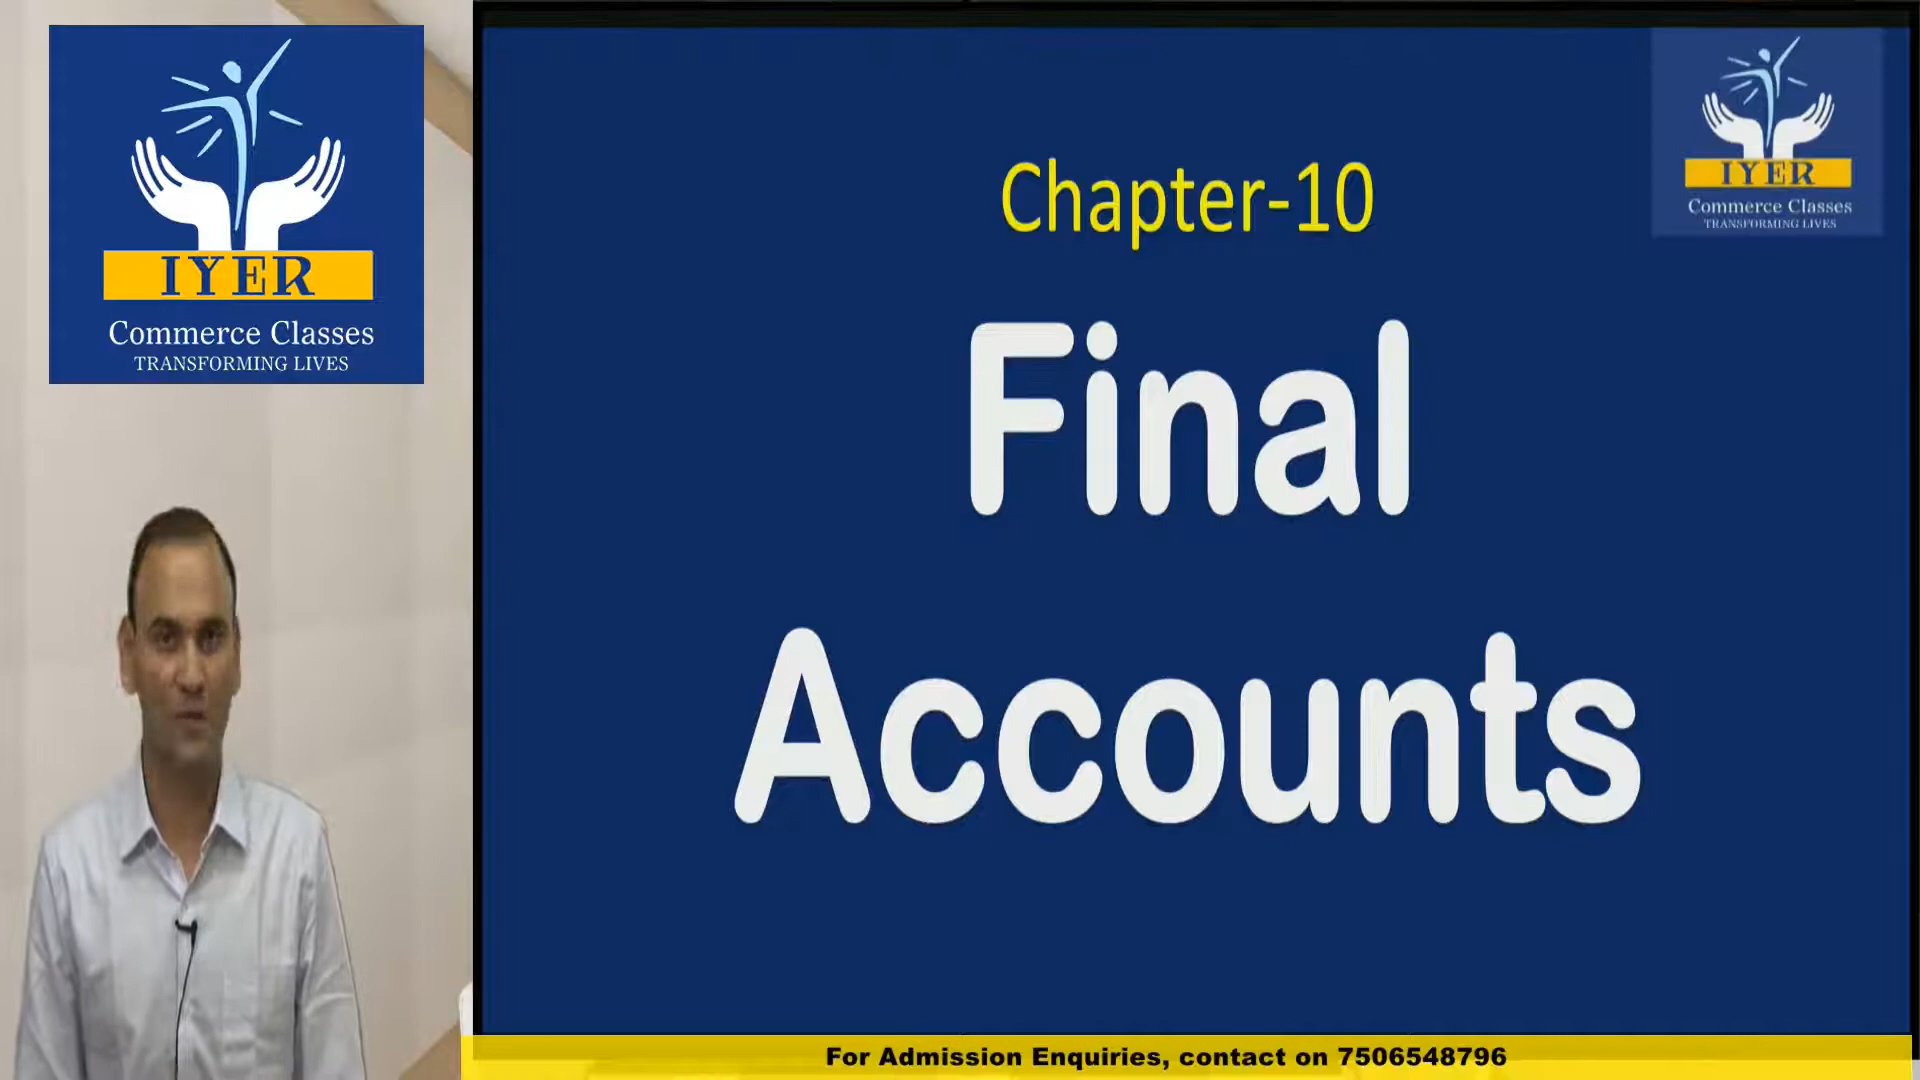 IYER
Commerce Classes
TRANSFORMING LIVES
Chapter-10
Final
Accounts
IYER
Commerce Classes
TRANSFORMING LIVES
For Admission Enquiries, contact on 7506548796